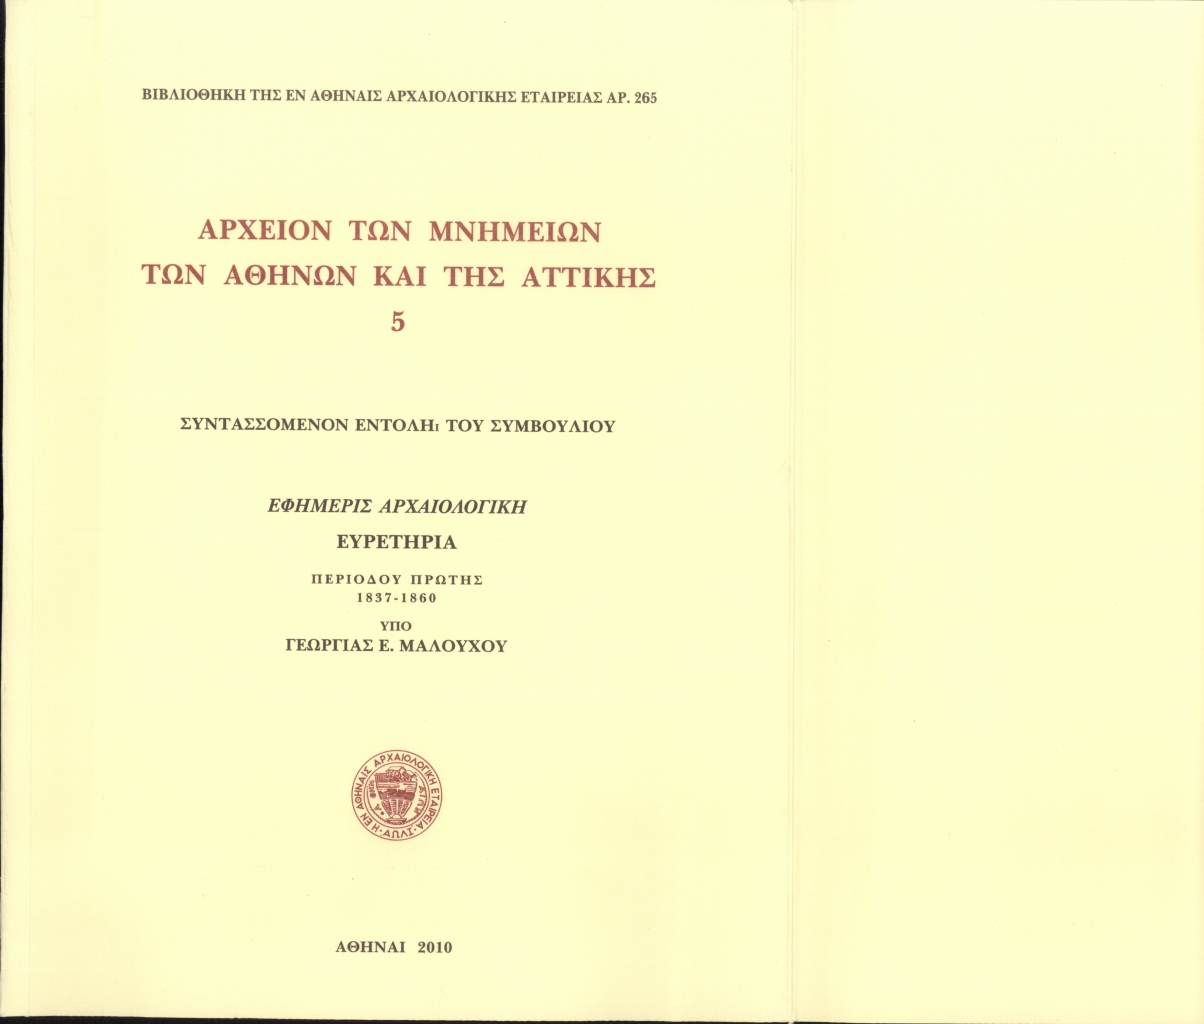 ΒΙΒΛΙΟΘΗΚΗ ΤΗΣ ΕΝ ΑΘΗΝΑΙΣ ΑΡΧΑΙΟΛΟΓΙΚΗΣ ΕΤΑΙΡΕΙΑΣ ΑΡ. 265
ΑΡΧΕΙΟΝ ΤΩΝ ΜΝΗΜΕΙΩΝ
ΤΩΝ ΑΘΗΝΩΝ ΚΑΙ ΤΗΣ ΑΤΤΙΚΗΣ
5
ΣΥΝΤΑΣΣΟΜΕΝΟΝ ΕΝΤΟΛΗι ΤΟΥ ΣΥΜΒΟΥΛΙΟΥ
ΕΦΗΜΕΡΙΣ ΑΡΧΑΙΟΛΟΓΙΚΗ
ΕΥΡΕΤΗΡΙΑ
ΠΕΡΙΟΔΟΥ ΠΡΩΤΗΣ
1837-1860
ΥΠΟ
ΓΕΩΡΓΙΑΣ Ε. ΜΑΛΟΥΧΟΥ
Η ΕΝ ΑΘΗΝΑΙΣ ΑΡΧΑΙΟΛΟΓΙΚΗ ΕΤΑΙΡΕΙΑ
ΑΘΗΝΑΙ 2010